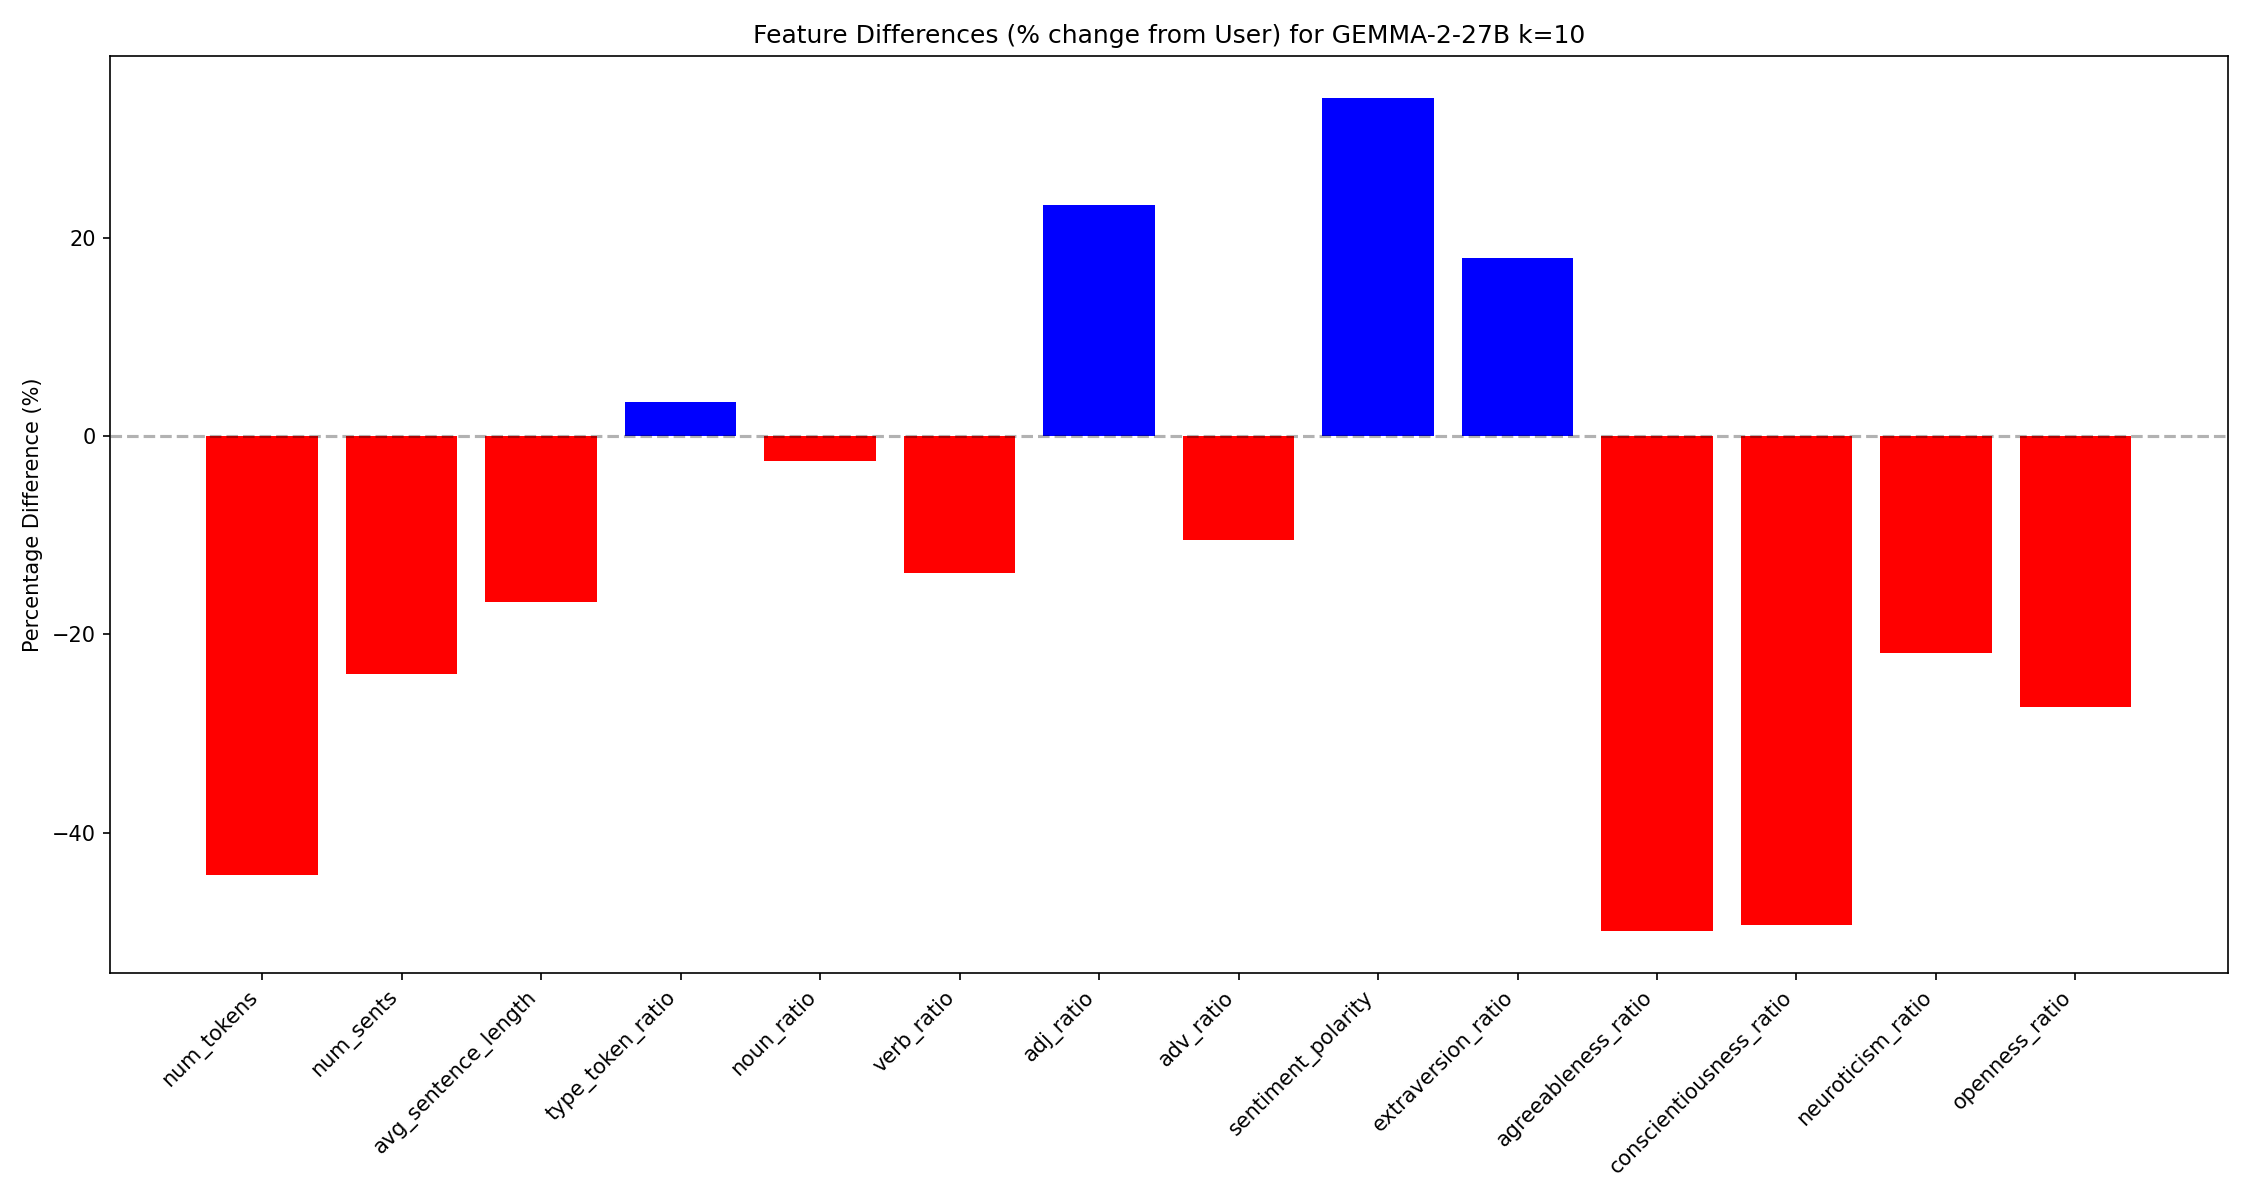 Feature Differences (% change from User) for GEMMA-2-27B k=10
Percentage Difference (%)
20
0
−20
−40
num_tokens
num_sents
avg_sentence_length
type_token_ratio
noun_ratio
verb_ratio
adj_ratio
adv_ratio
sentiment_polarity
extraversion_ratio
agreeableness_ratio
conscientiousness_ratio
neuroticism_ratio
openness_ratio